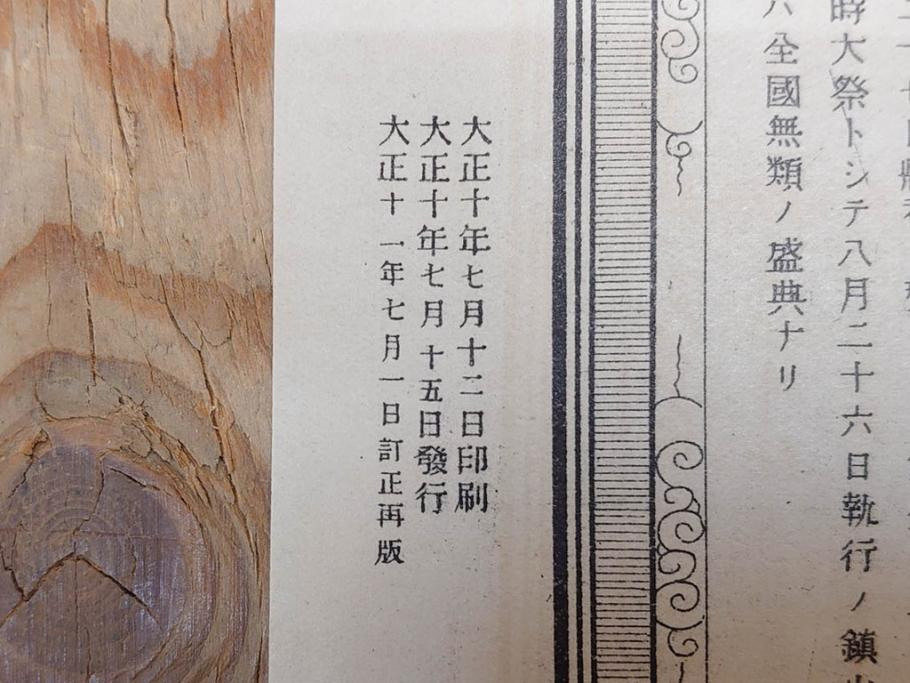 時大祭トシテ八月二十六日執行ノ鎮
ハ全國無類ノ盛典ナリ
大正十年七月十二日印刷
大正十年七月十五日發行
大正十一年七月一日訂正再版